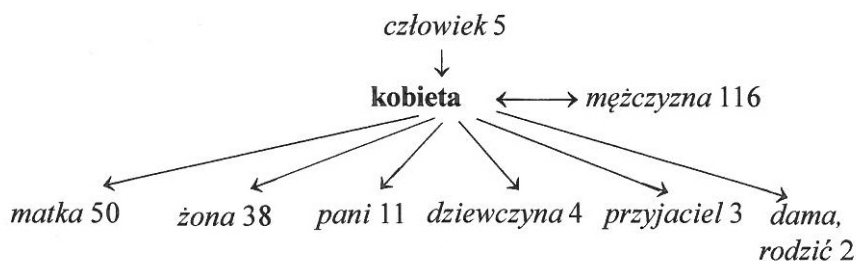 człowiek 5
kobieta mężczyzna 116
matka 50 żona 38 pani 11 dziewczyna 4 przyjaciel 3 dama,
rodzić 2